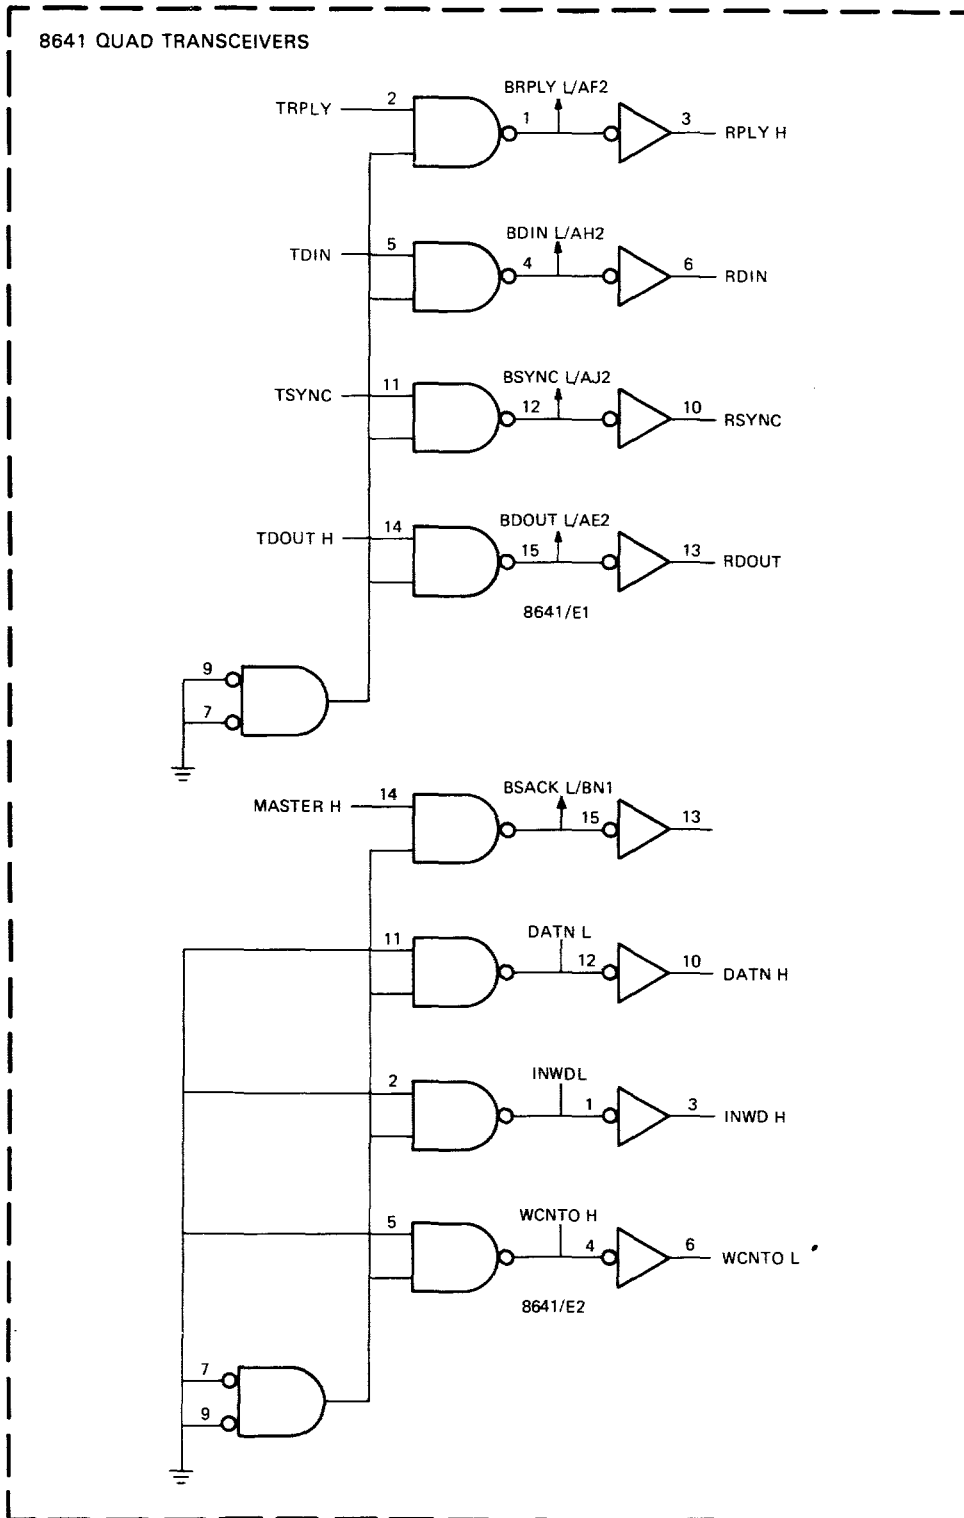 8641 QUAD TRANSCEIVERS
BRPLY L/AF2
TRPLY 2 1 3 RPLY H
BDIN L/AH2
TDIN 5 4 6 RDIN
BSYNC L/AJ2
TSYNC 11 12 10 RSYNC
BDOUT L/AE2
TDOUT H 14 15 13 RDOUT
8641/E1
9
7
BSACK L/BN1
MASTER H 14 15 13
DATN L
11 12 10 DATN H
INWDL
2 1 3 INWD H
WCNTO H
5 4 6 WCNTO L
8641/E2
7
9